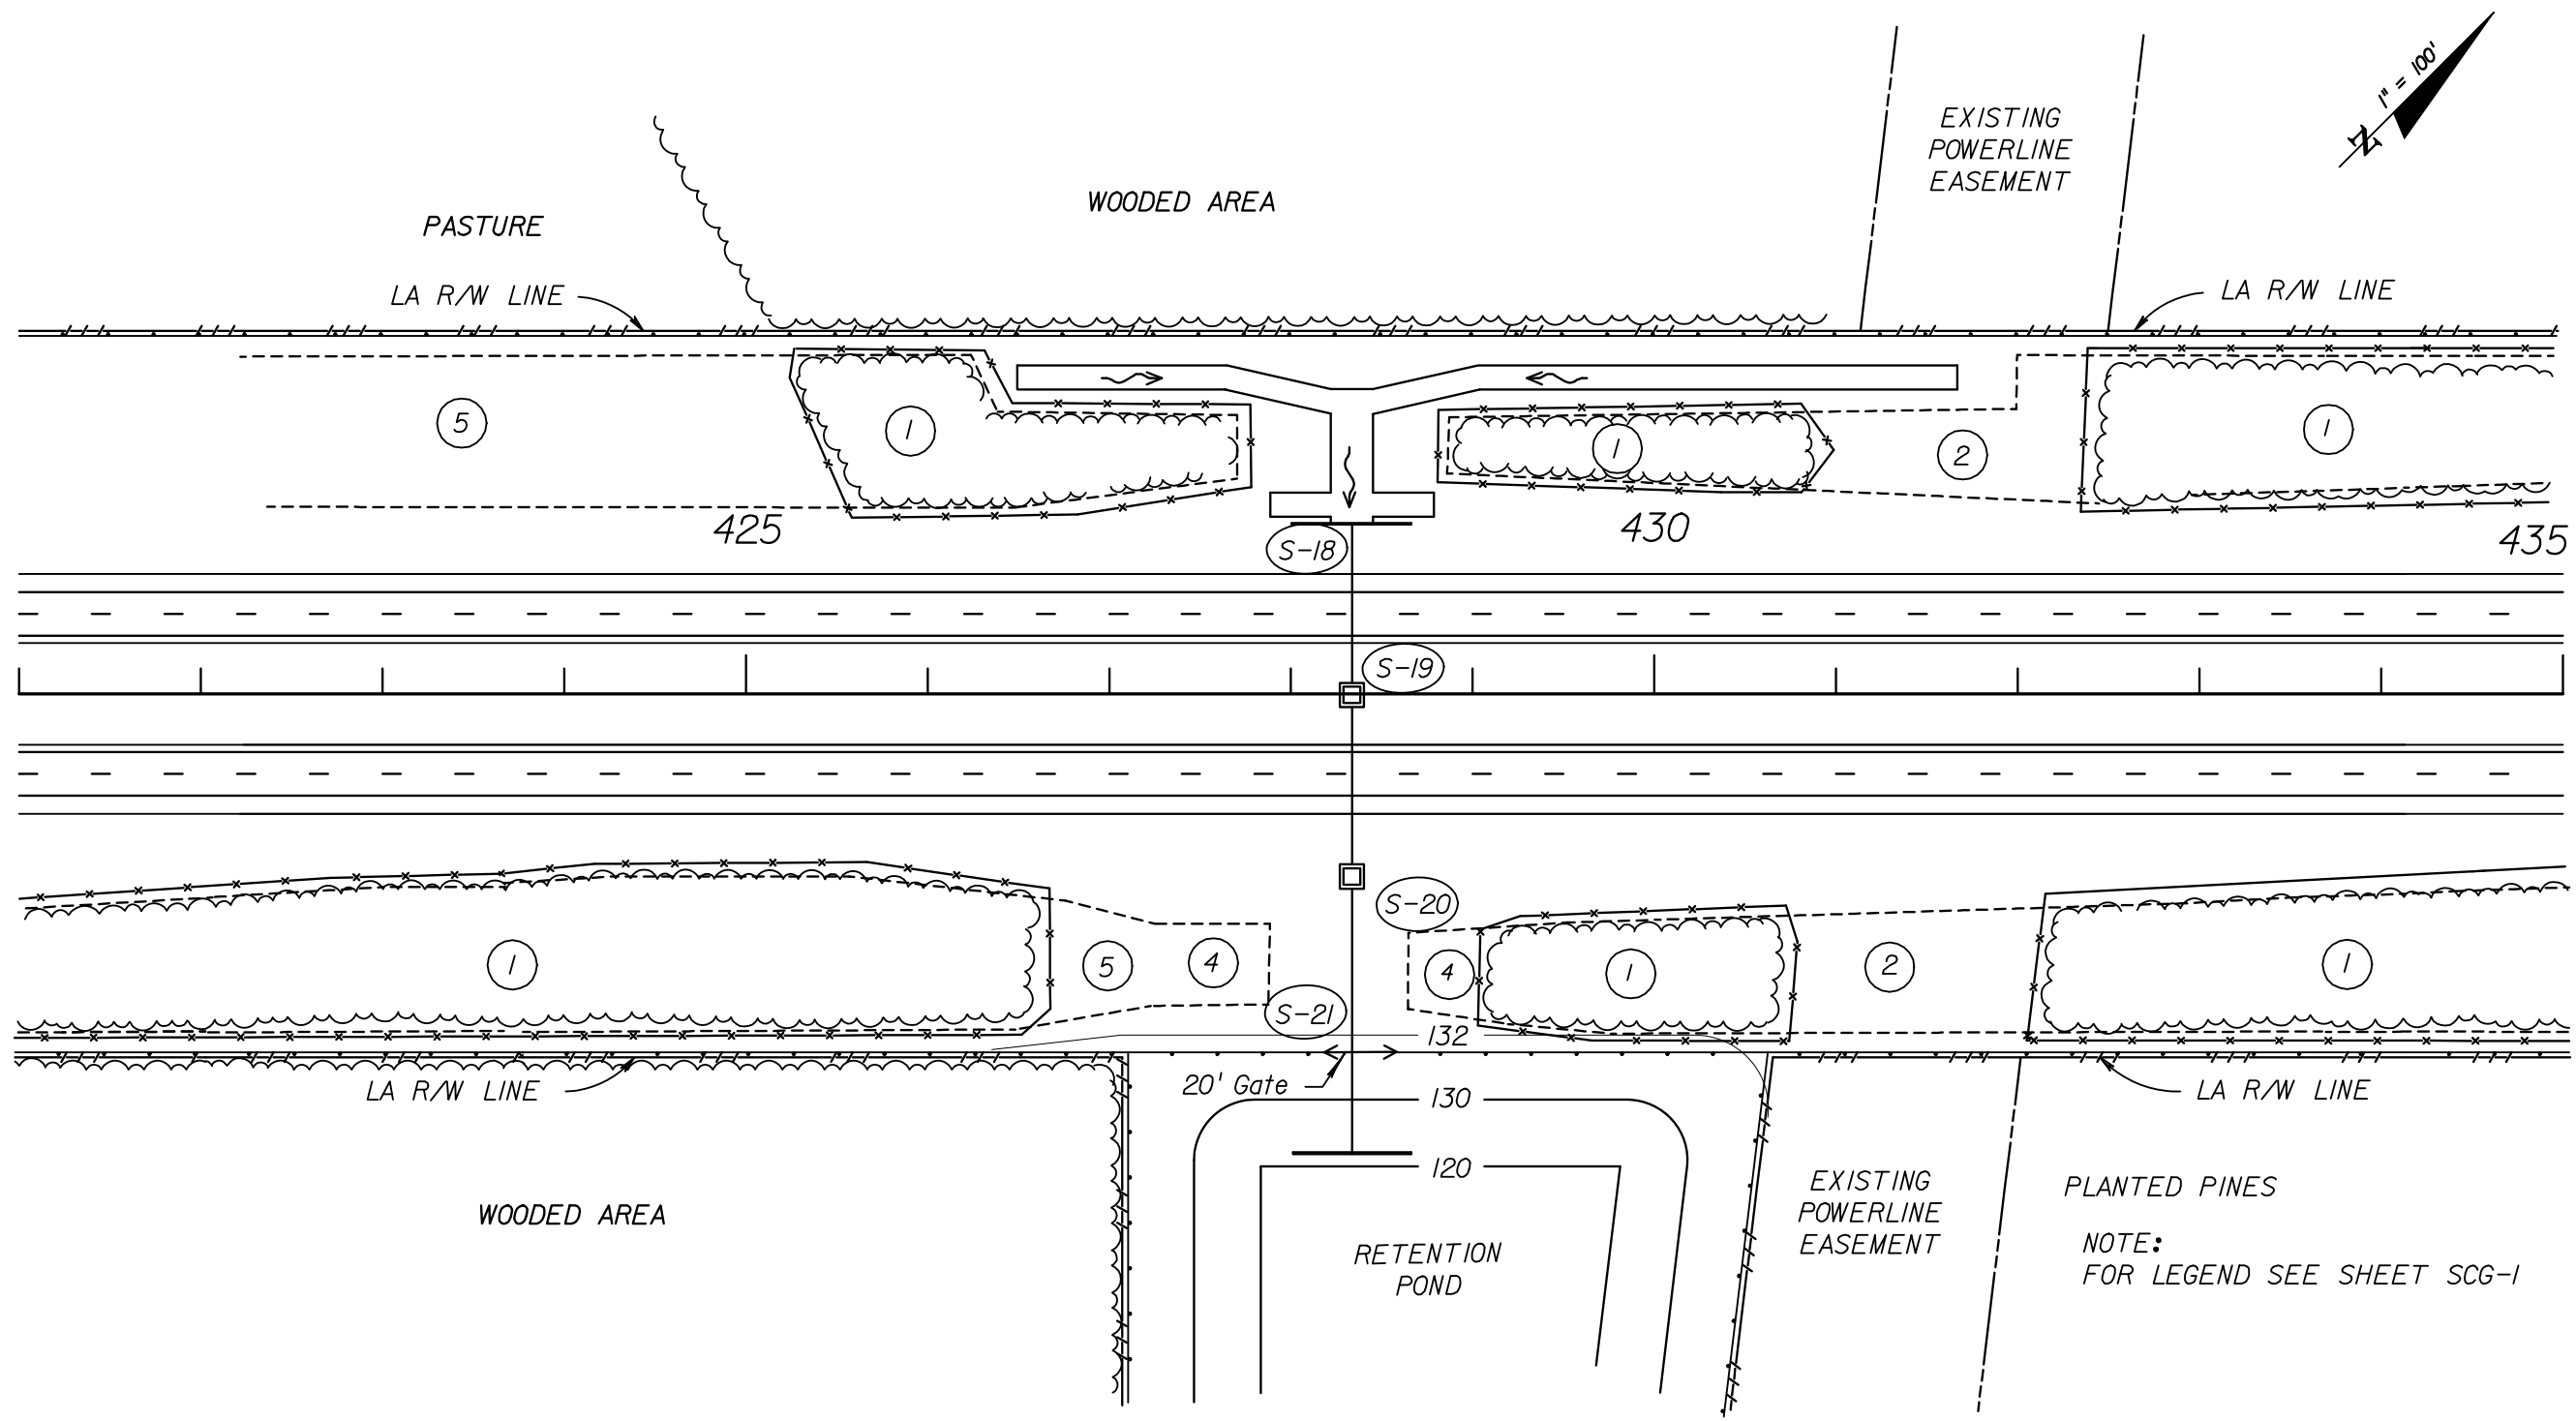 1" = 100'
N
EXISTING
POWERLINE
EASEMENT
WOODED AREA
PASTURE
LA R/W LINE
LA R/W LINE
5
1
1
2
1
425
430
435
S-18
S-19
S-20
1
5
4
4
1
2
1
S-21
132
LA R/W LINE
20' Gate
130
LA R/W LINE
120
WOODED AREA
RETENTION
POND
EXISTING
POWERLINE
EASEMENT
PLANTED PINES
NOTE:
FOR LEGEND SEE SHEET SCG-1